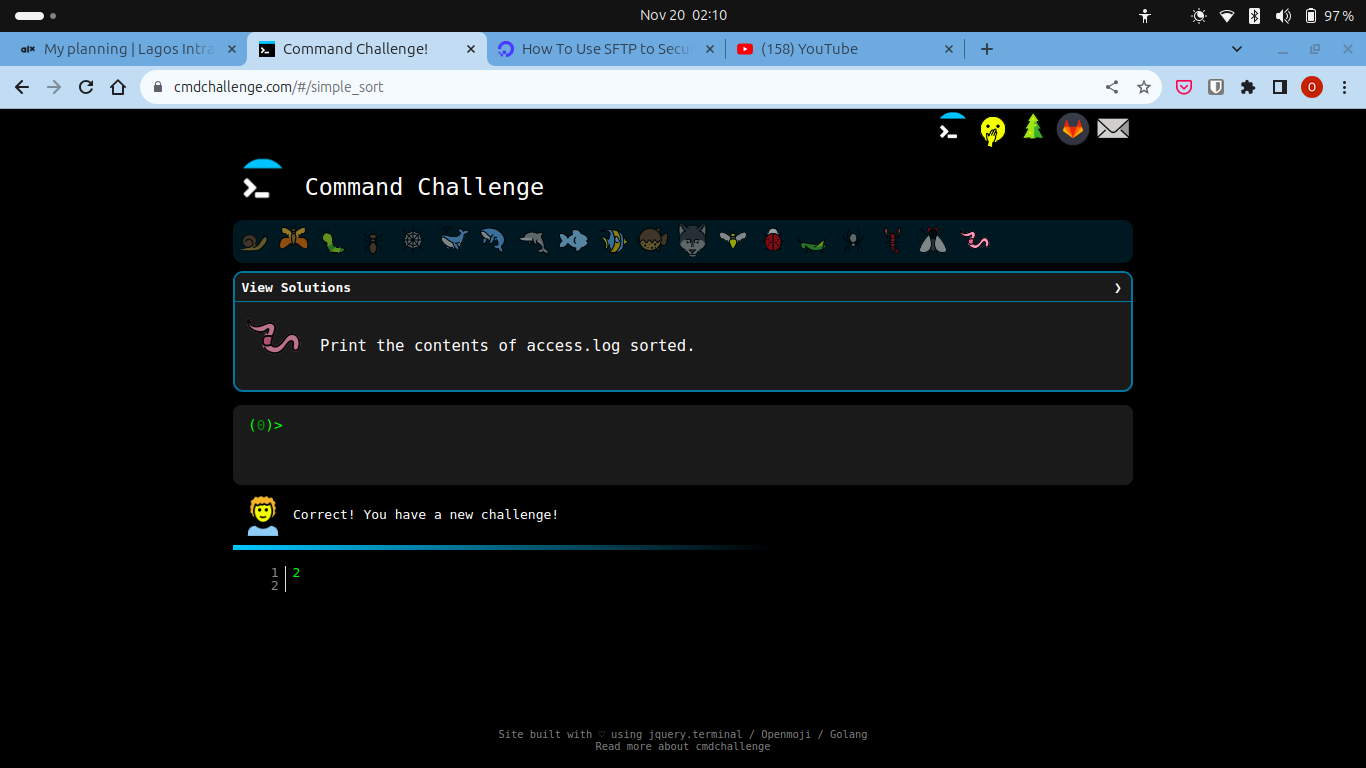 Nov 20 02:10
97 %
alx My planning | Lagos Intra
Command Challenge!
How To Use SFTP to Secu
(158) YouTube
cmdchallenge.com/#/simple_sort
O
Command Challenge
View Solutions
Print the contents of access.log sorted.
(0)>
Correct! You have a new challenge!
1 2
2
Site built with ♡ using jquery.terminal / Openmoji / Golang
Read more about cmdchallenge